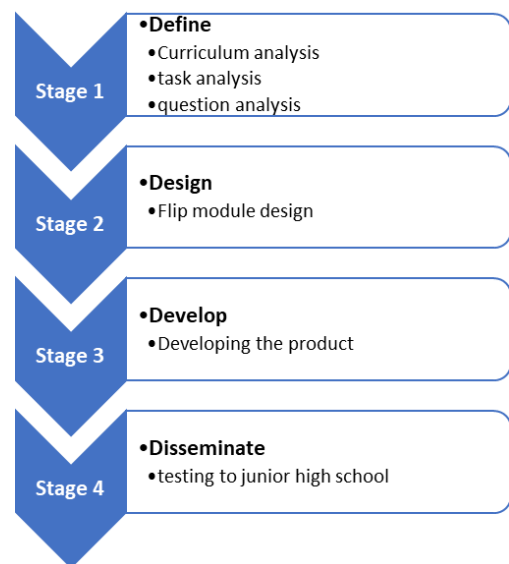 Stage 1
•Define
•Curriculum analysis
•task analysis
•question analysis
Stage 2
•Design
•Flip module design
Stage 3
•Develop
•Developing the product
Stage 4
•Disseminate
•testing to junior high school